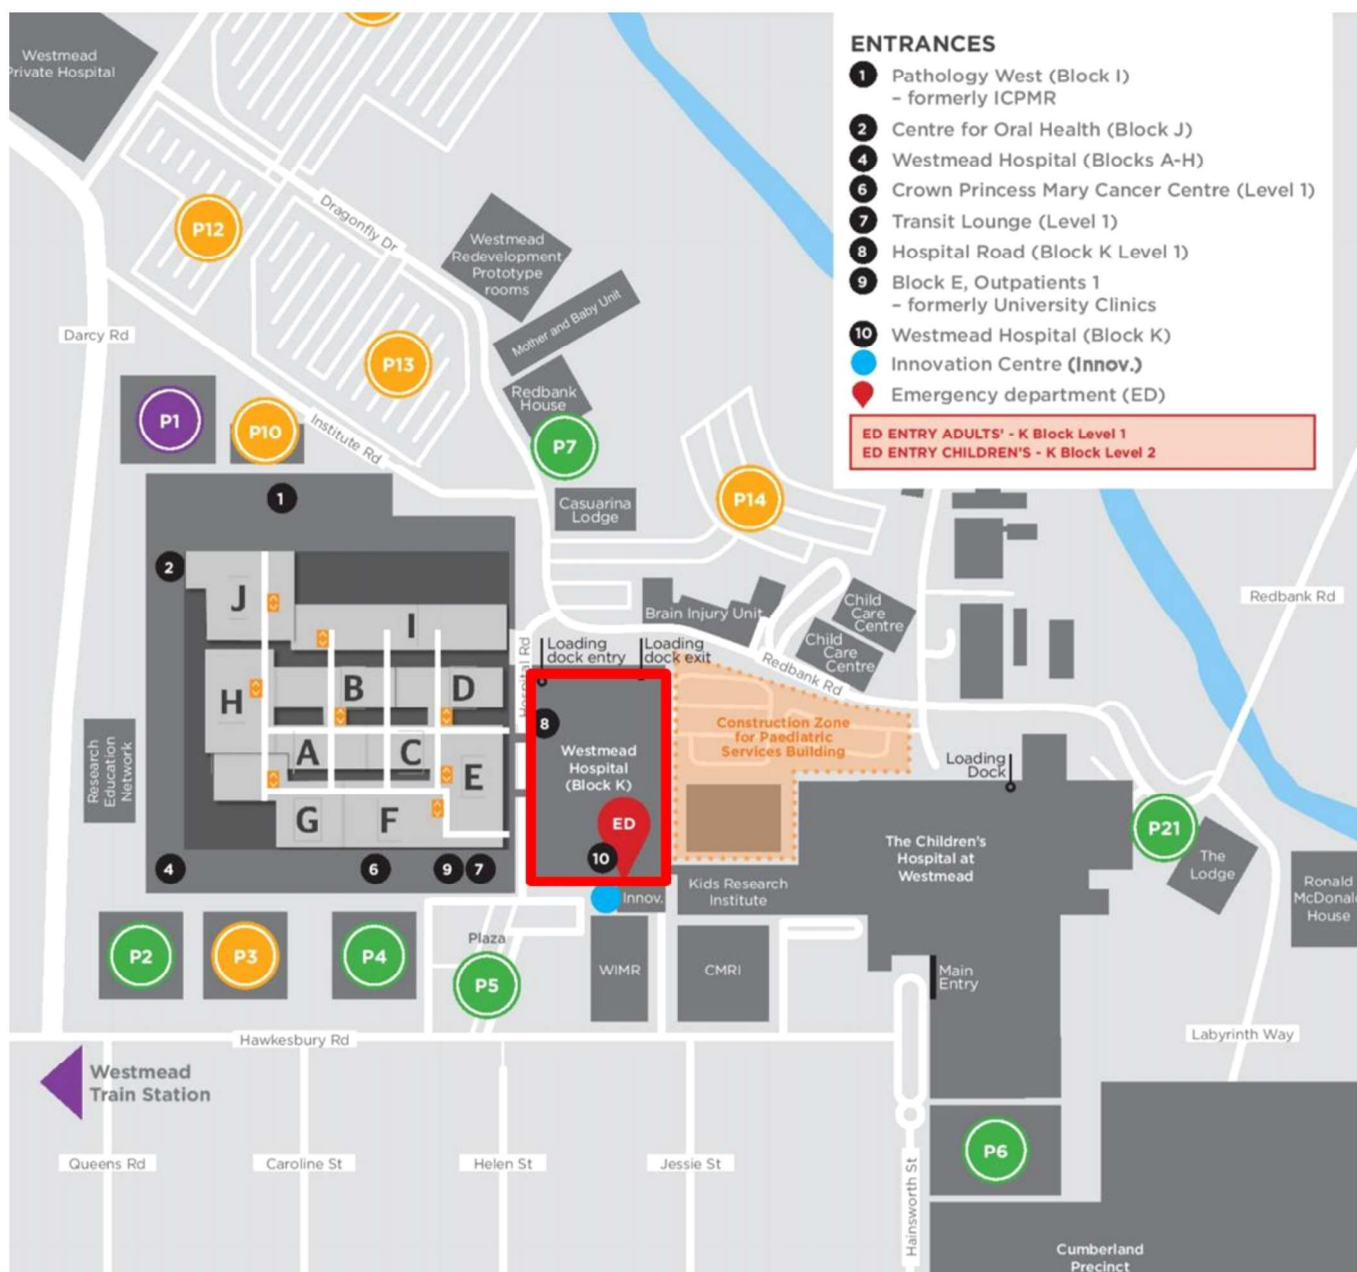 ENTRANCES
1 Pathology West (Block I)
– formerly ICPMR
2 Centre for Oral Health (Block J)
4 Westmead Hospital (Blocks A-H)
6 Crown Princess Mary Cancer Centre (Level 1)
7 Transit Lounge (Level 1)
8 Hospital Road (Block K Level 1)
9 Block E, Outpatients 1
– formerly University Clinics
10 Westmead Hospital (Block K)
Innovation Centre (Innov.)
Emergency department (ED)
ED ENTRY ADULTS' - K Block Level 1
ED ENTRY CHILDREN'S - K Block Level 2
Westmead
Private Hospital
P12
Dragonfly Dr
Westmead
Redevelopment
Prototype
rooms
Mother and Baby Unit
Darcy Rd
P13
Redbank
House
P1
P10
Institute Rd
P7
P14
1
Casuarina
Lodge
2
J
I
Brain Injury Unit
Child
Care
Centre
Child
Care
Centre
Redbank Rd
Hospital Rd
Loading
dock entry
Loading
dock exit
Redbank Rd
H
B
D
8
A
C
E
Westmead
Hospital
(Block K)
Construction Zone
for Paediatric
Services Building
Loading
Dock
Research
Education
Network
G
F
ED
10
The Children's
Hospital at
Westmead
P21
The
Lodge
4
6
9
7
Innov.
Kids Research
Institute
Ronald
McDonald
House
P2
P3
P4
Plaza
P5
WIMR
CMRI
Main
Entry
Hawkesbury Rd
Labyrinth Way
Westmead
Train Station
P6
Queens Rd
Caroline St
Helen St
Jessie St
Hainsworth St
Cumberland
Precinct